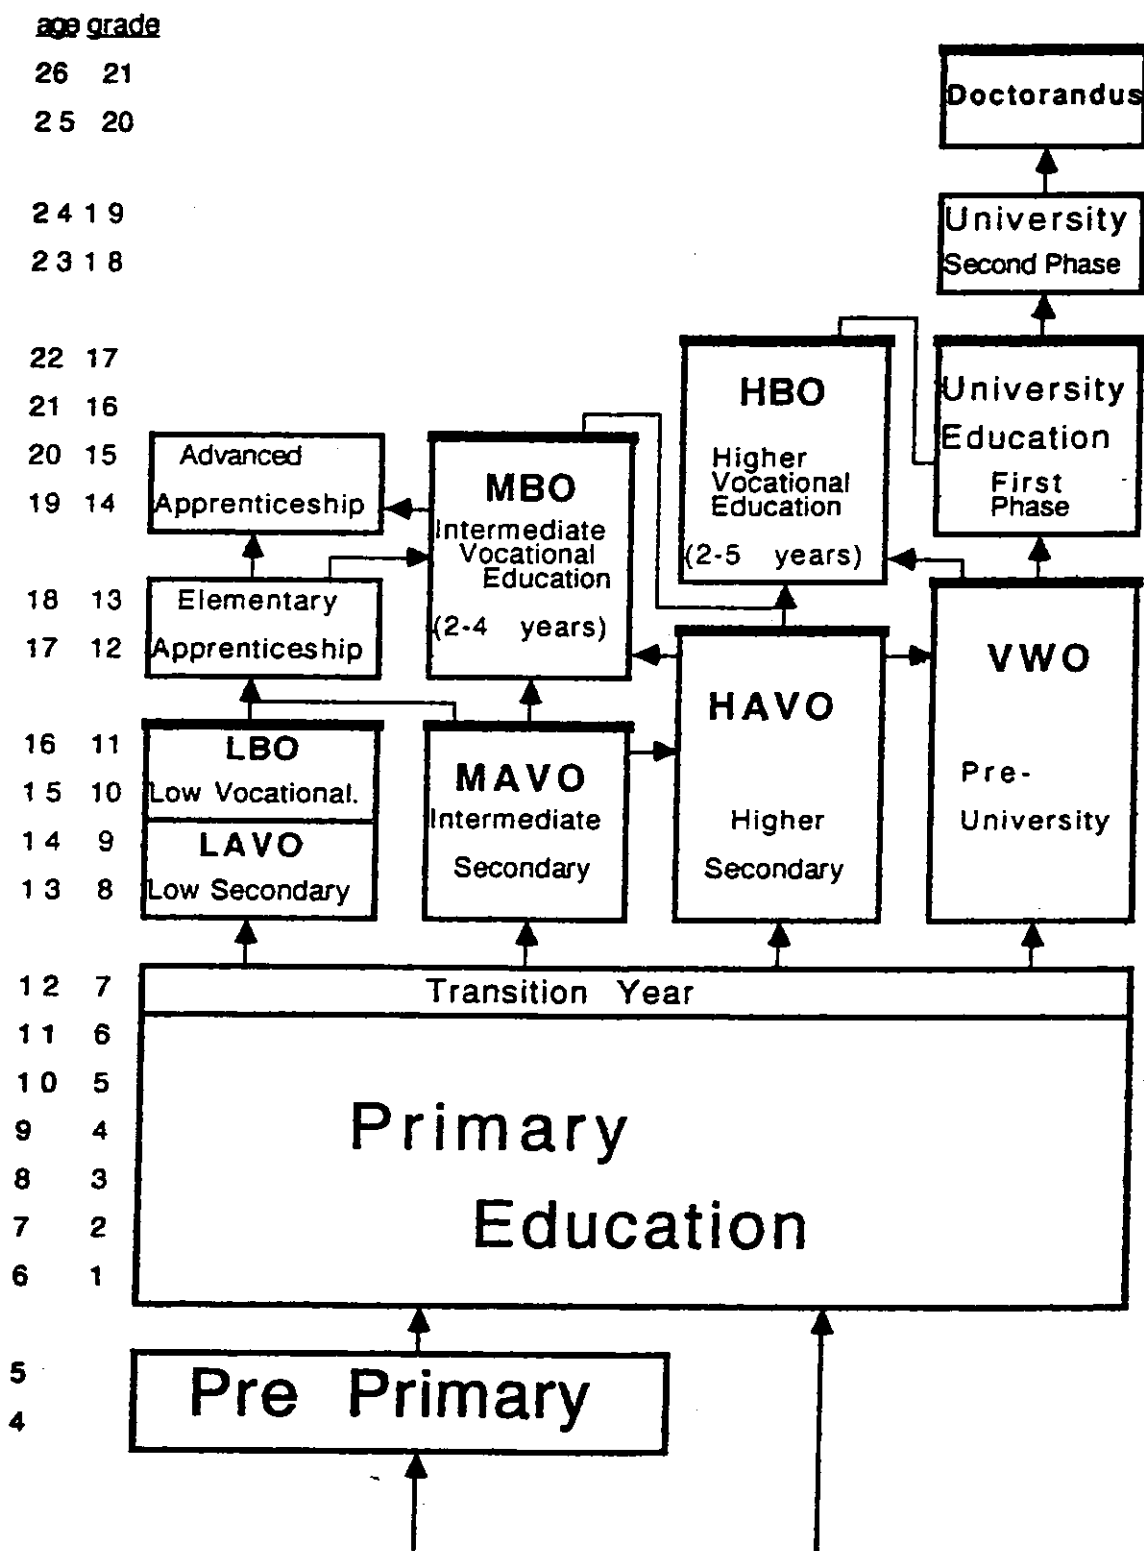 age grade
26 21
25 20
Doctorandus
24 19
23 18
University
Second Phase
22 17
21 16
20 15
19 14
Advanced
Apprenticeship
MBO
Intermediate
Vocational
Education
(2-4 years)
HBO
Higher
Vocational
Education
(2-5 years)
University
Education
First
Phase
18 13
17 12
Elementary
Apprenticeship
16 11
15 10
14 9
13 8
LBO
Low Vocational.
LAVO
Low Secondary
MAVO
Intermediate
Secondary
HAVO
Higher
Secondary
VWO
Pre-
University
12 7
Transition Year
11 6
10 5
9 4
8 3
7 2
6 1
Primary
Education
5
4
Pre Primary